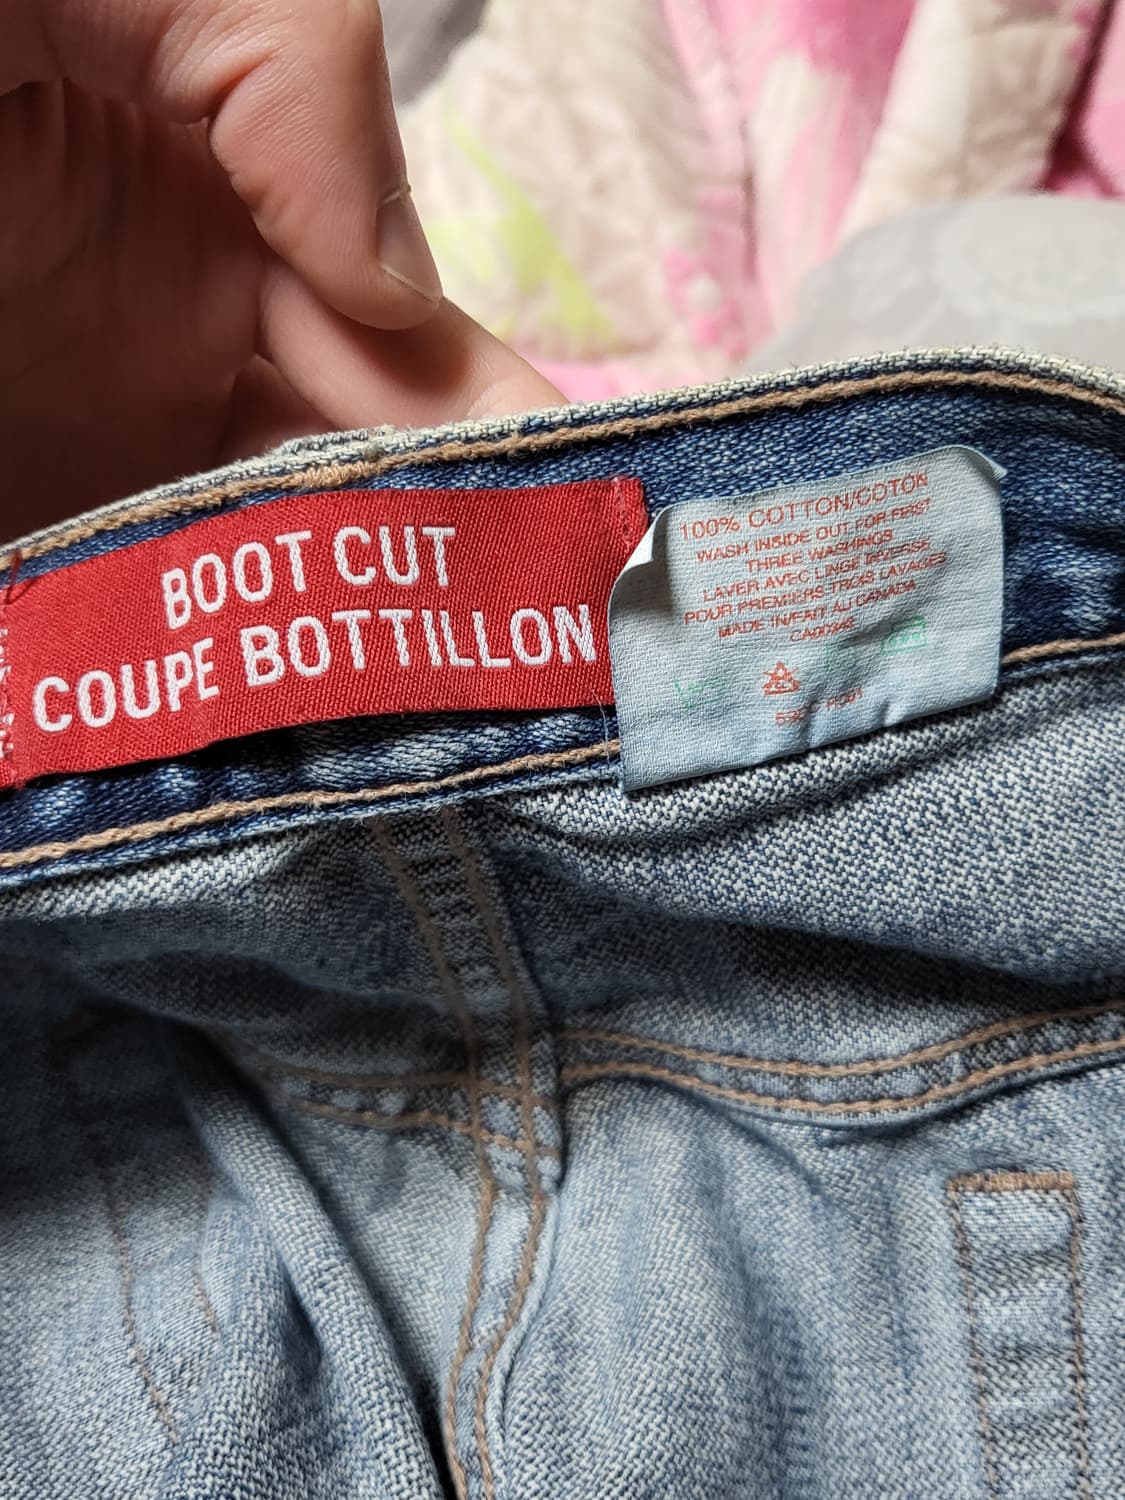 BOOT CUT
COUPE BOTTILLON
100% COTTON/COTON
WASH INSIDE OUT FOR FIRST
THREE WASHINGS
LAVER AVEC LINGE INVERSE
POUR PREMIERS TROIS LAVAGES
MADE IN/FAIT AU CANADA